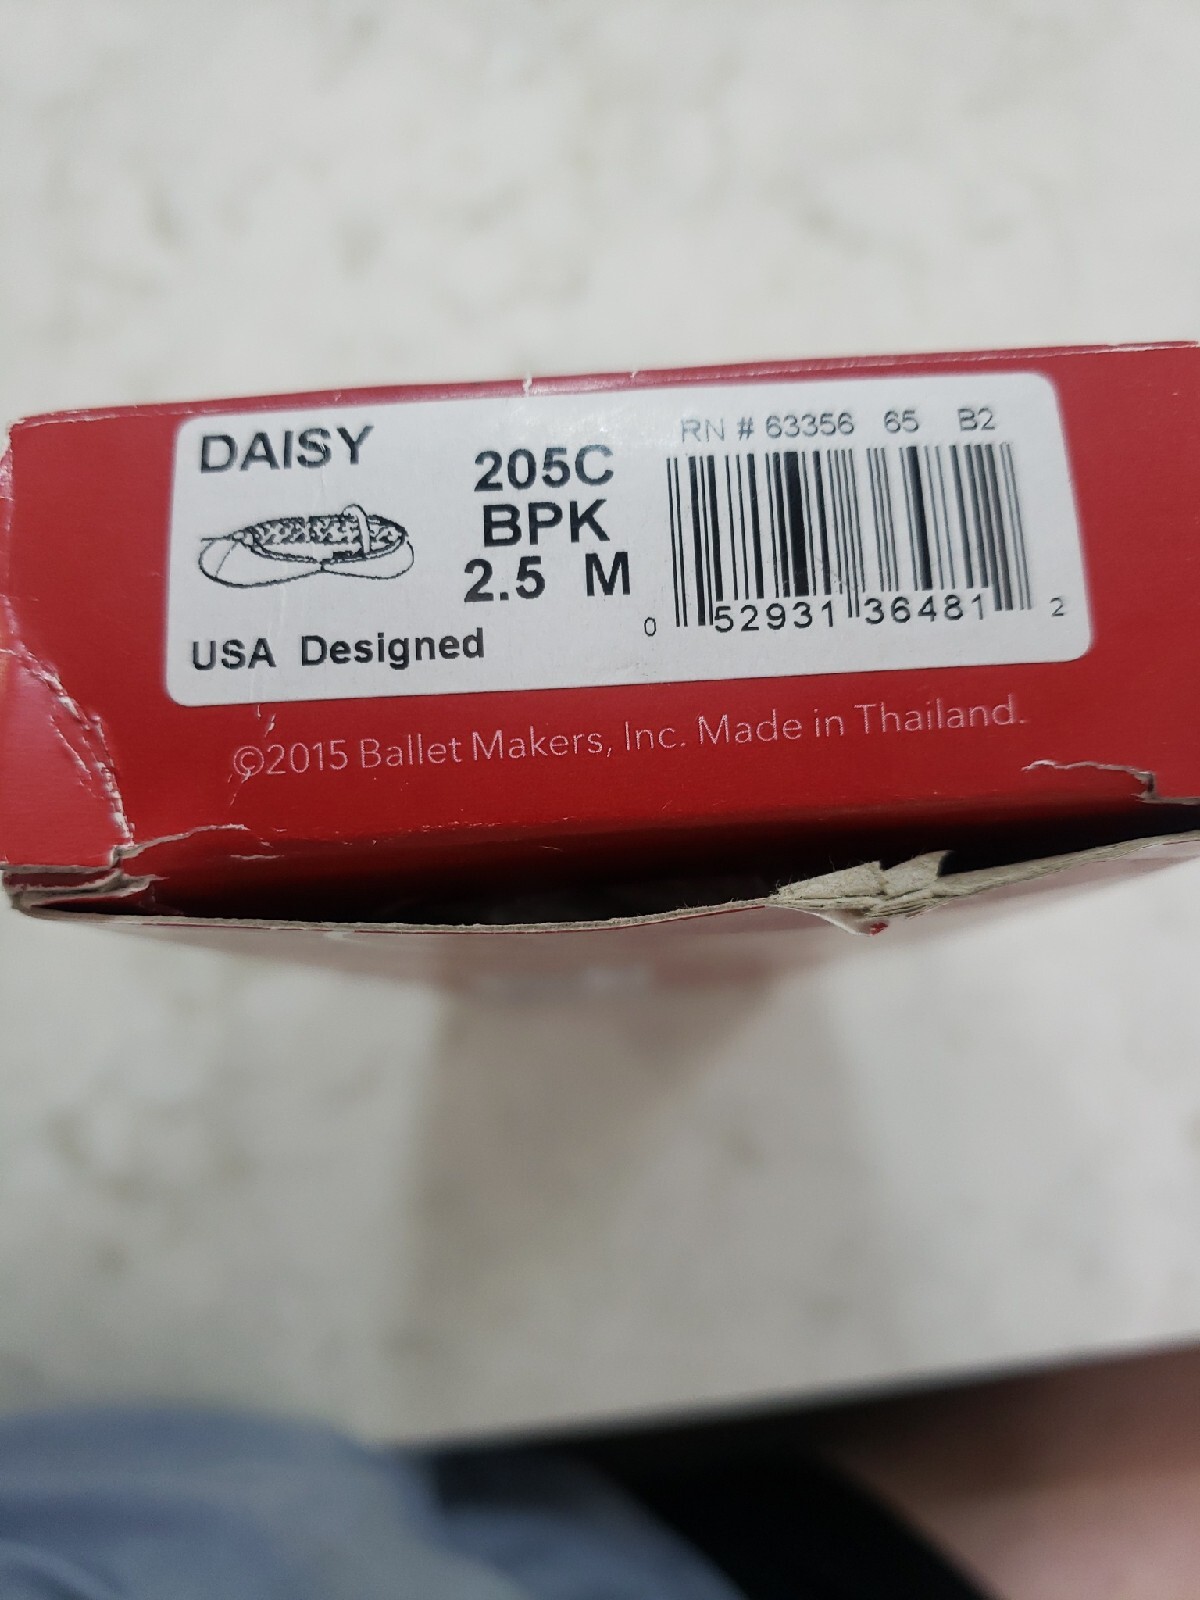 DAISY
205C
BPK
2.5 M
USA Designed
RN # 63356 65 B2
0 52931 36481 2
©2015 Ballet Makers, Inc. Made in Thailand.